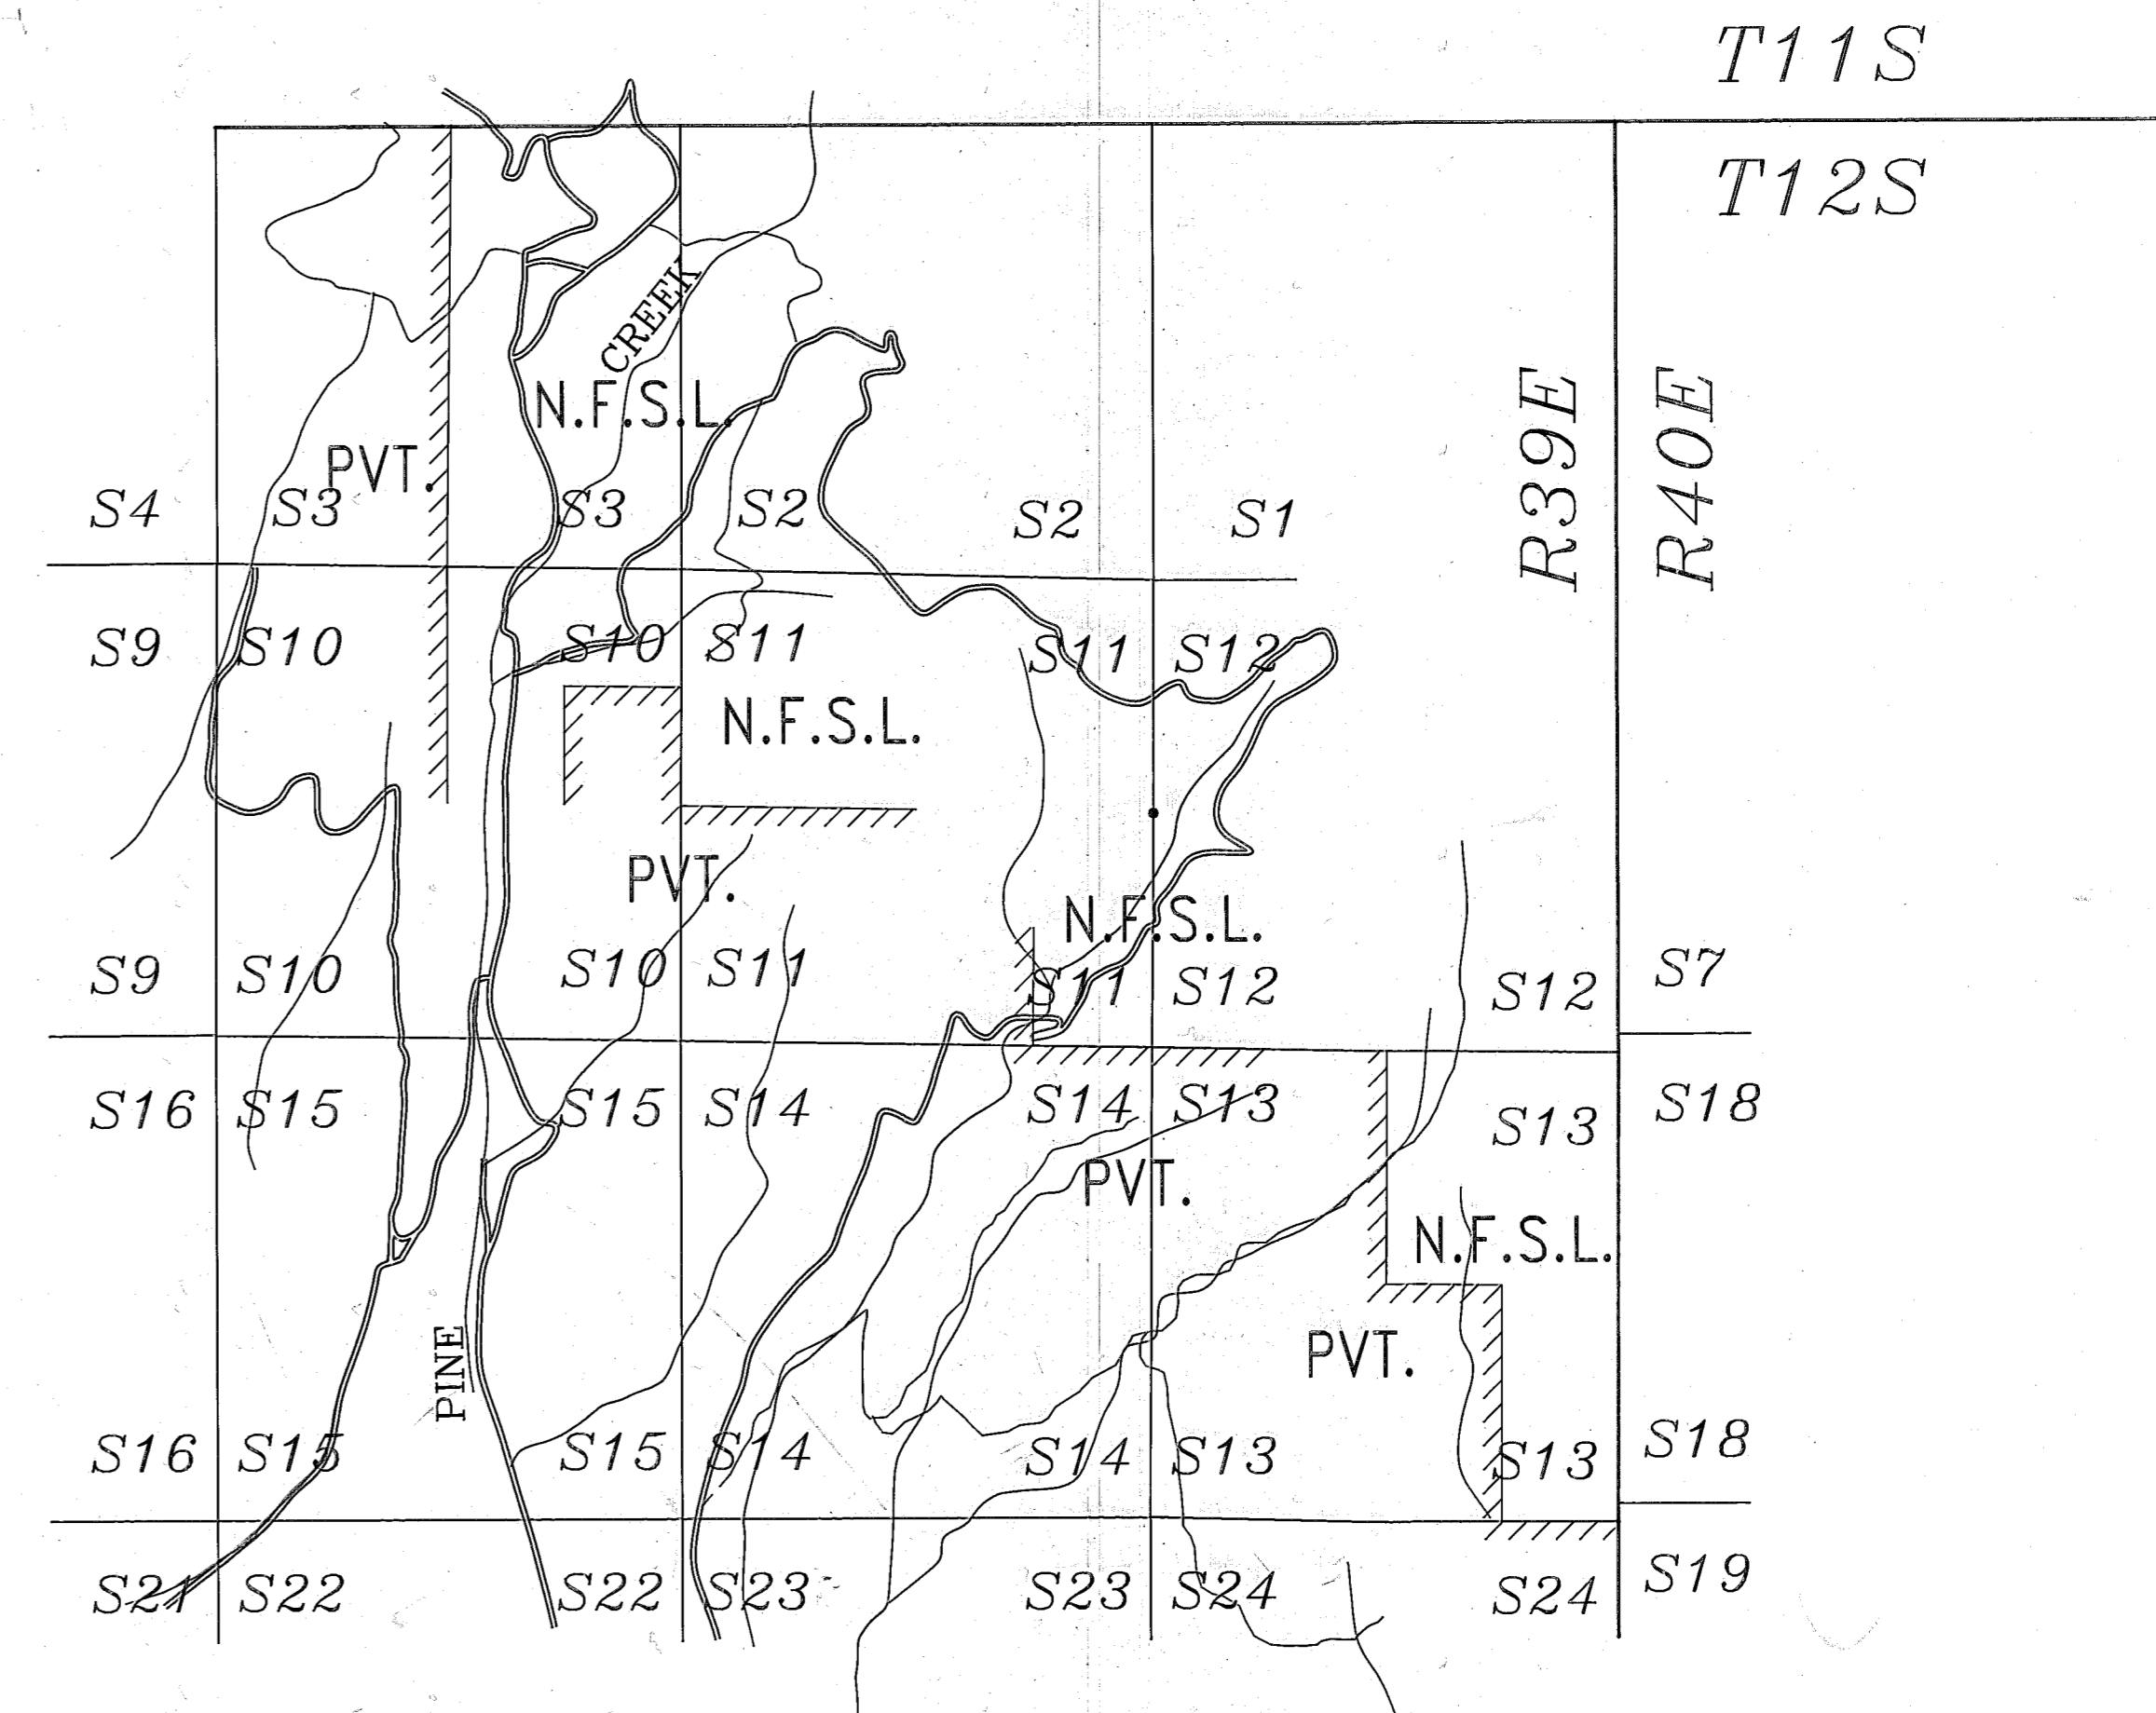 T11S
T12S
CREEK
R39E
R40E
N.F.S.L.
PVT.
S4 S3 S3 S2 S2 S1
S9 S10 S10 S11 S11 S12
N.F.S.L.
PVT.
N.F.S.L.
S9 S10 S10 S11 S11 S12 S12 S7
S16 S15 S15 S14 S14 S13 S13 S18
PVT.
N.F.S.L.
PINE
PVT.
S16 S15 S15 S14 S14 S13 S13 S18
S21 S22 S22 S23 S23 S24 S24 S19